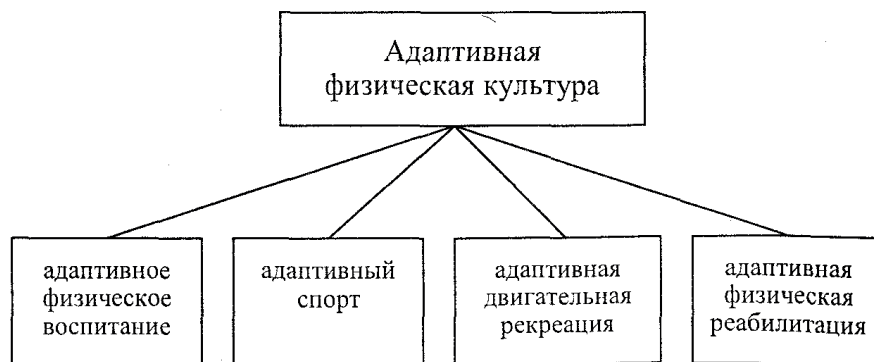 Адаптивная
физическая культура
адаптивное
физическое
воспитание
адаптивный
спорт
адаптивная
двигательная
рекреация
адаптивная
физическая
реабилитация